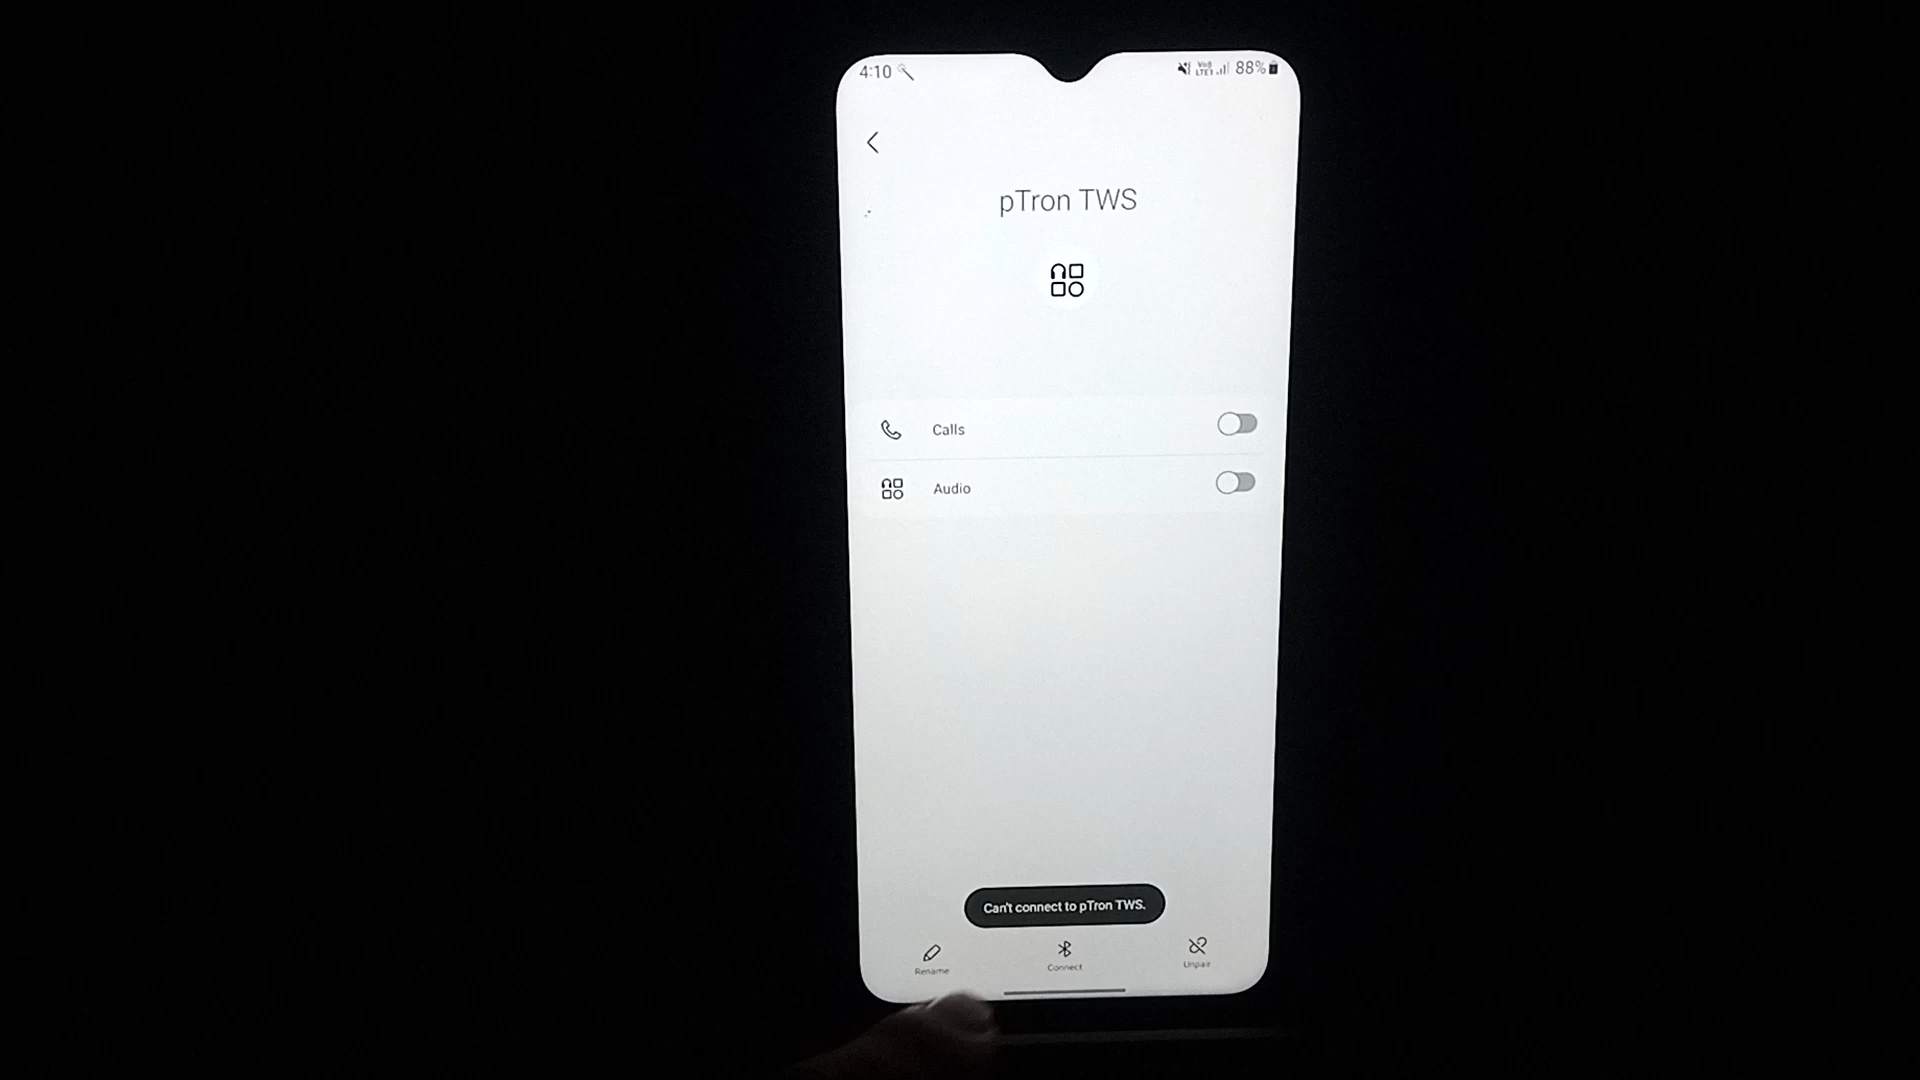 4:10 88%
pTron TWS
Calls
Audio
Can't connect to pTron TWS.
Rename Connect Unpair